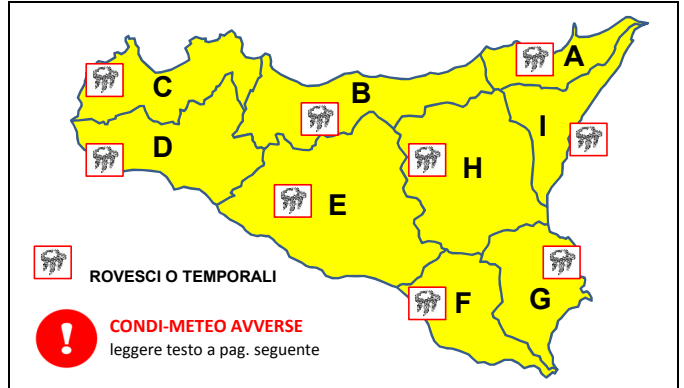 A
C
B
I
D
H
E
ROVESCI O TEMPORALI
F
G
CONDI-METEO AVVERSE
leggere testo a pag. seguente